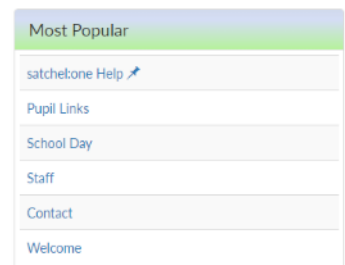 Most Popular
satchel:one Help
Pupil Links
School Day
Staff
Contact
Welcome